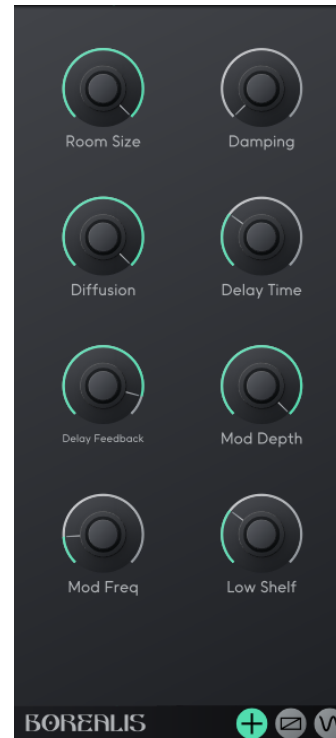 Room Size
Damping
Diffusion
Delay Time
Delay Feedback
Mod Depth
Mod Freq
Low Shelf
BOREALIS